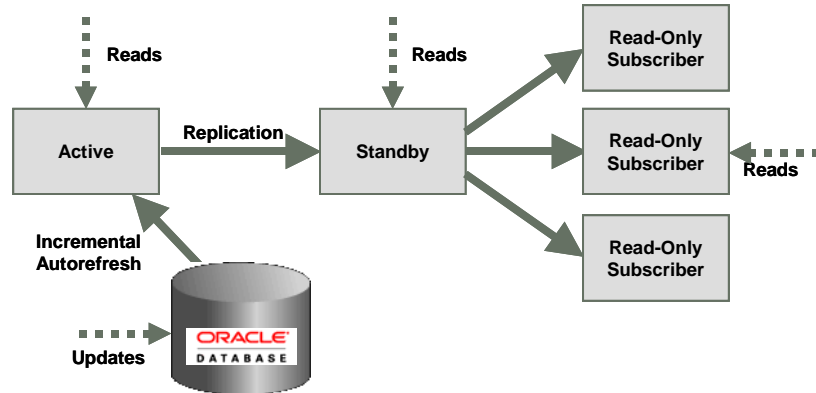 Reads
Reads
Read-Only
Subscriber
Replication
Active
Standby
Read-Only
Subscriber
Reads
Incremental
Autorefresh
Read-Only
Subscriber
ORACLE
DATABASE
Updates